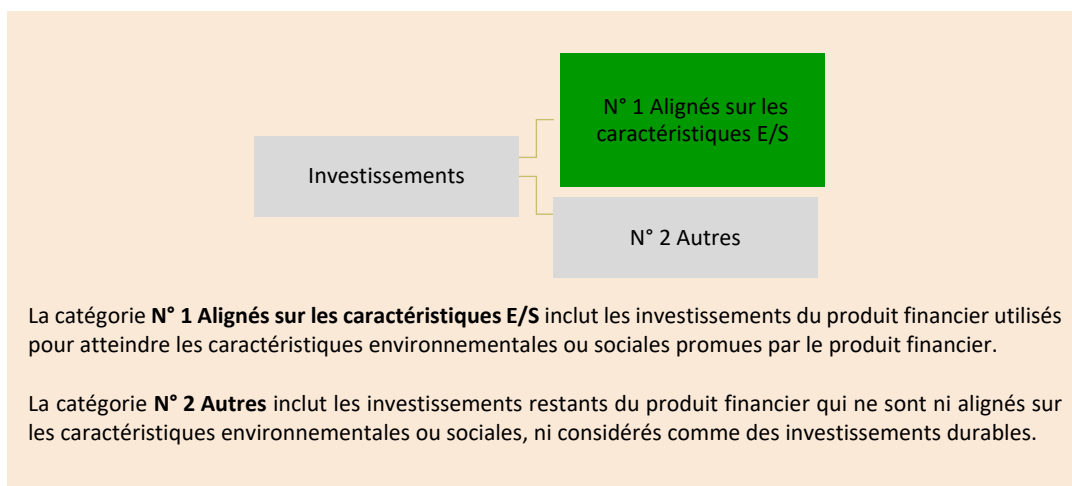 N° 1 Alignés sur les
caractéristiques E/S
Investissements
N° 2 Autres
La catégorie N° 1 Alignés sur les caractéristiques E/S inclut les investissements du produit financier utilisés
pour atteindre les caractéristiques environnementales ou sociales promues par le produit financier.
La catégorie N° 2 Autres inclut les investissements restants du produit financier qui ne sont ni alignés sur
les caractéristiques environnementales ou sociales, ni considérés comme des investissements durables.